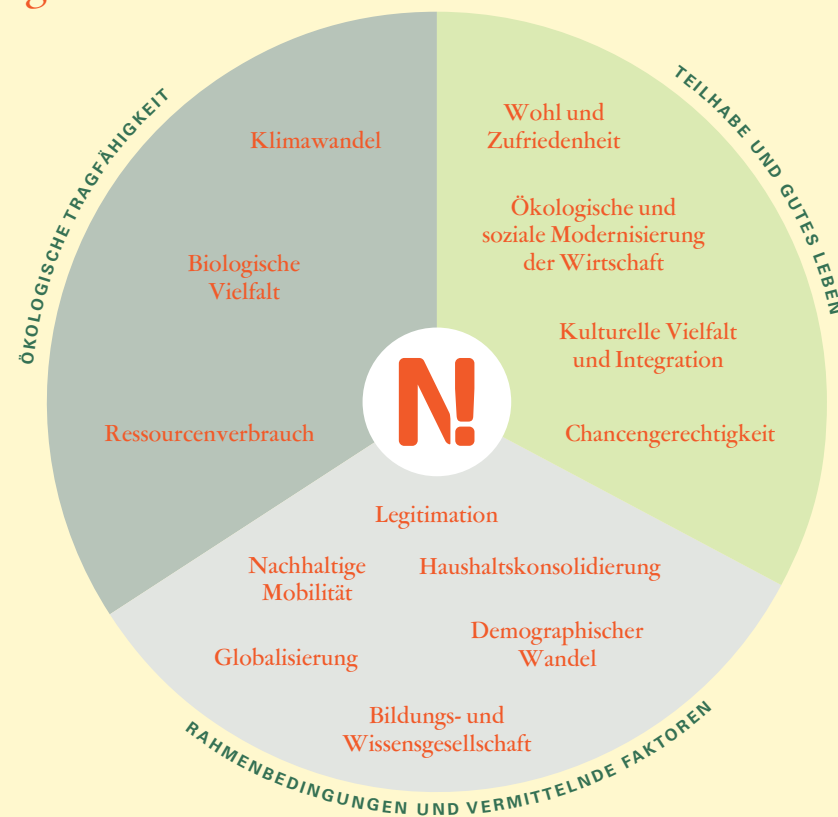 g
ÖKOLOGISCHE TRAGFÄHIGKEIT
Klimawandel
Biologische
Vielfalt
Ressourcenverbrauch
TEILHABE UND GUTES LEBEN
Wohl und
Zufriedenheit
Ökologische und
soziale Modernisierung
der Wirtschaft
Kulturelle Vielfalt
und Integration
Chancengerechtigkeit
N!
Legitimation
Nachhaltige
Mobilität
Haushaltskonsolidierung
Globalisierung
Demographischer
Wandel
Bildungs- und
Wissensgesellschaft
RAHMENBEDINGUNGEN UND VERMITTELNDE FAKTOREN